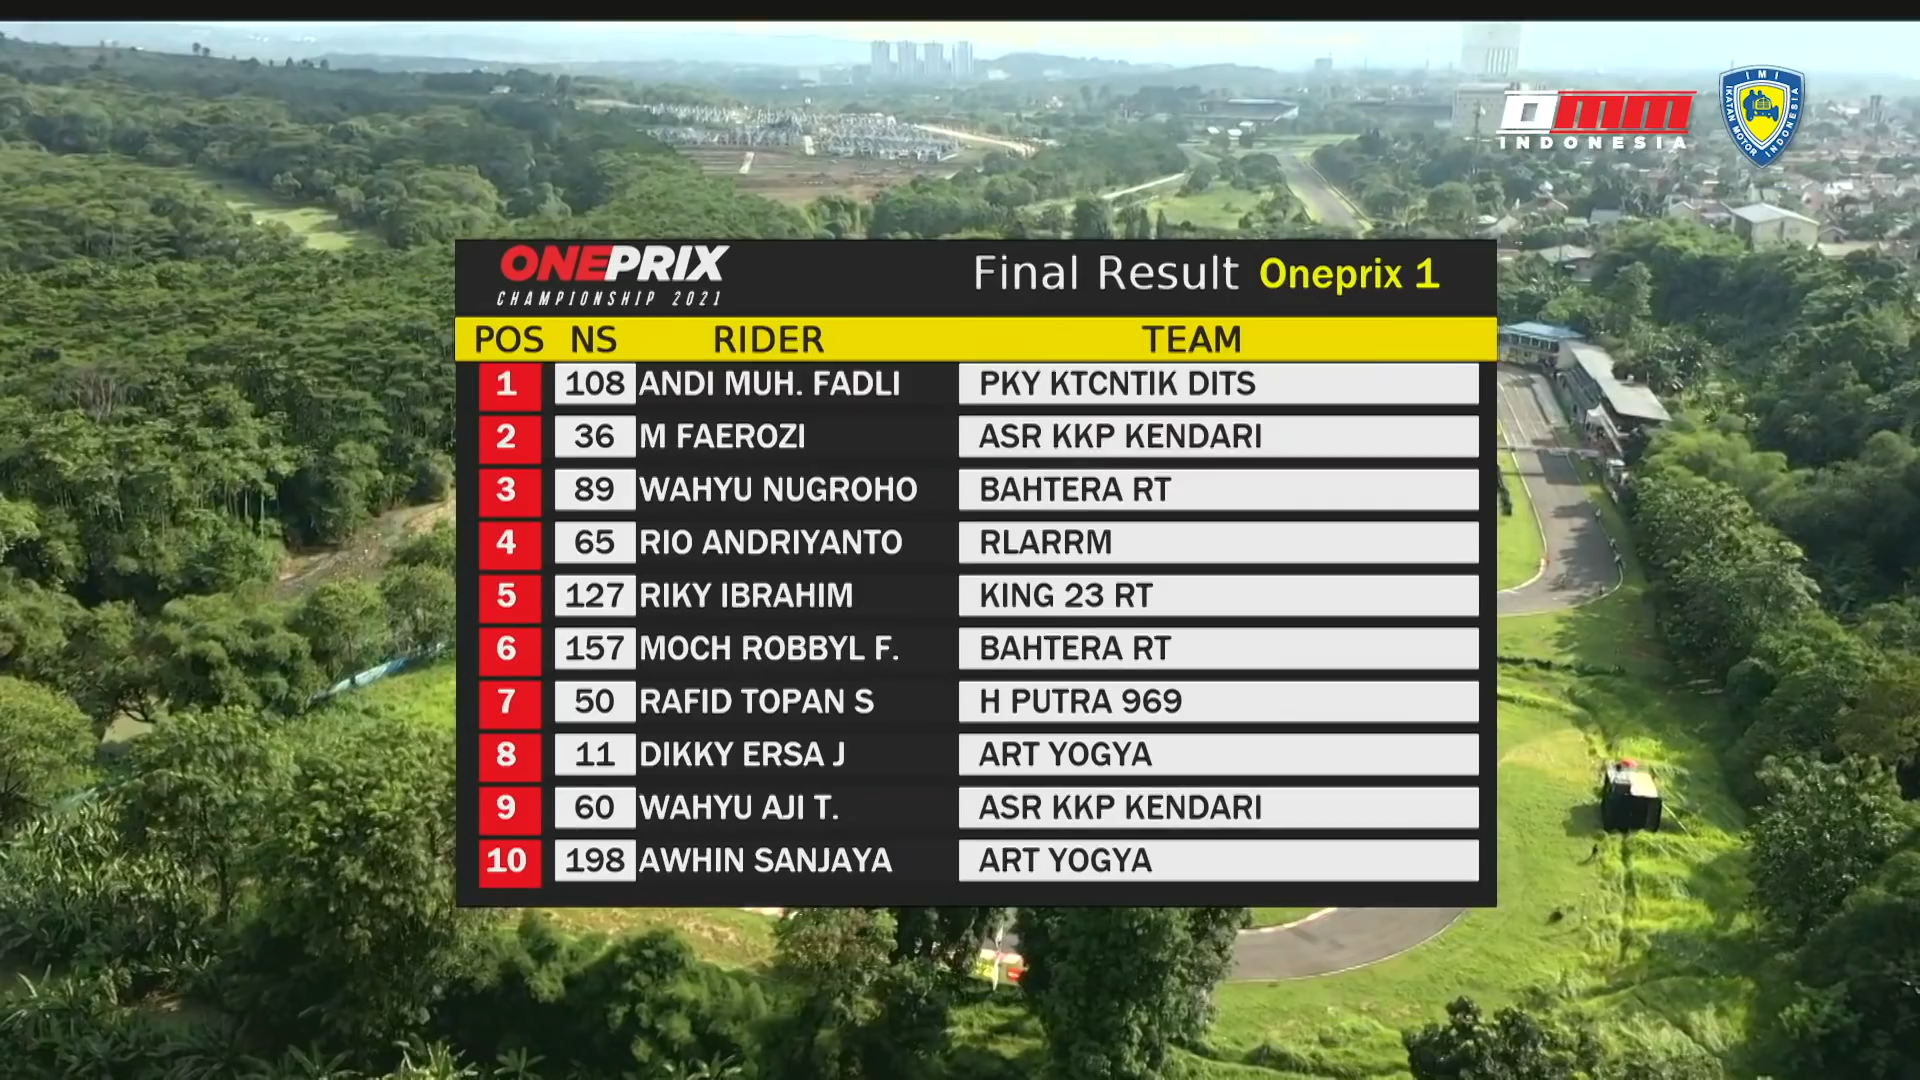 OMM
INDONESIA
IMI
IKATAN MOTOR INDONESIA
ONEPRIX
CHAMPIONSHIP 2021
Final Result Oneprix 1
POS NS RIDER TEAM
1 108 ANDI MUH. FADLI PKY KTCNTIK DITS
2 36 M FAEROZI ASR KKP KENDARI
3 89 WAHYU NUGROHO BAHTERA RT
4 65 RIO ANDRIYANTO RLARRM
5 127 RIKY IBRAHIM KING 23 RT
6 157 MOCH ROBBYL F. BAHTERA RT
7 50 RAFID TOPAN S H PUTRA 969
8 11 DIKKY ERSA J ART YOGYA
9 60 WAHYU AJI T. ASR KKP KENDARI
10 198 AWHIN SANJAYA ART YOGYA